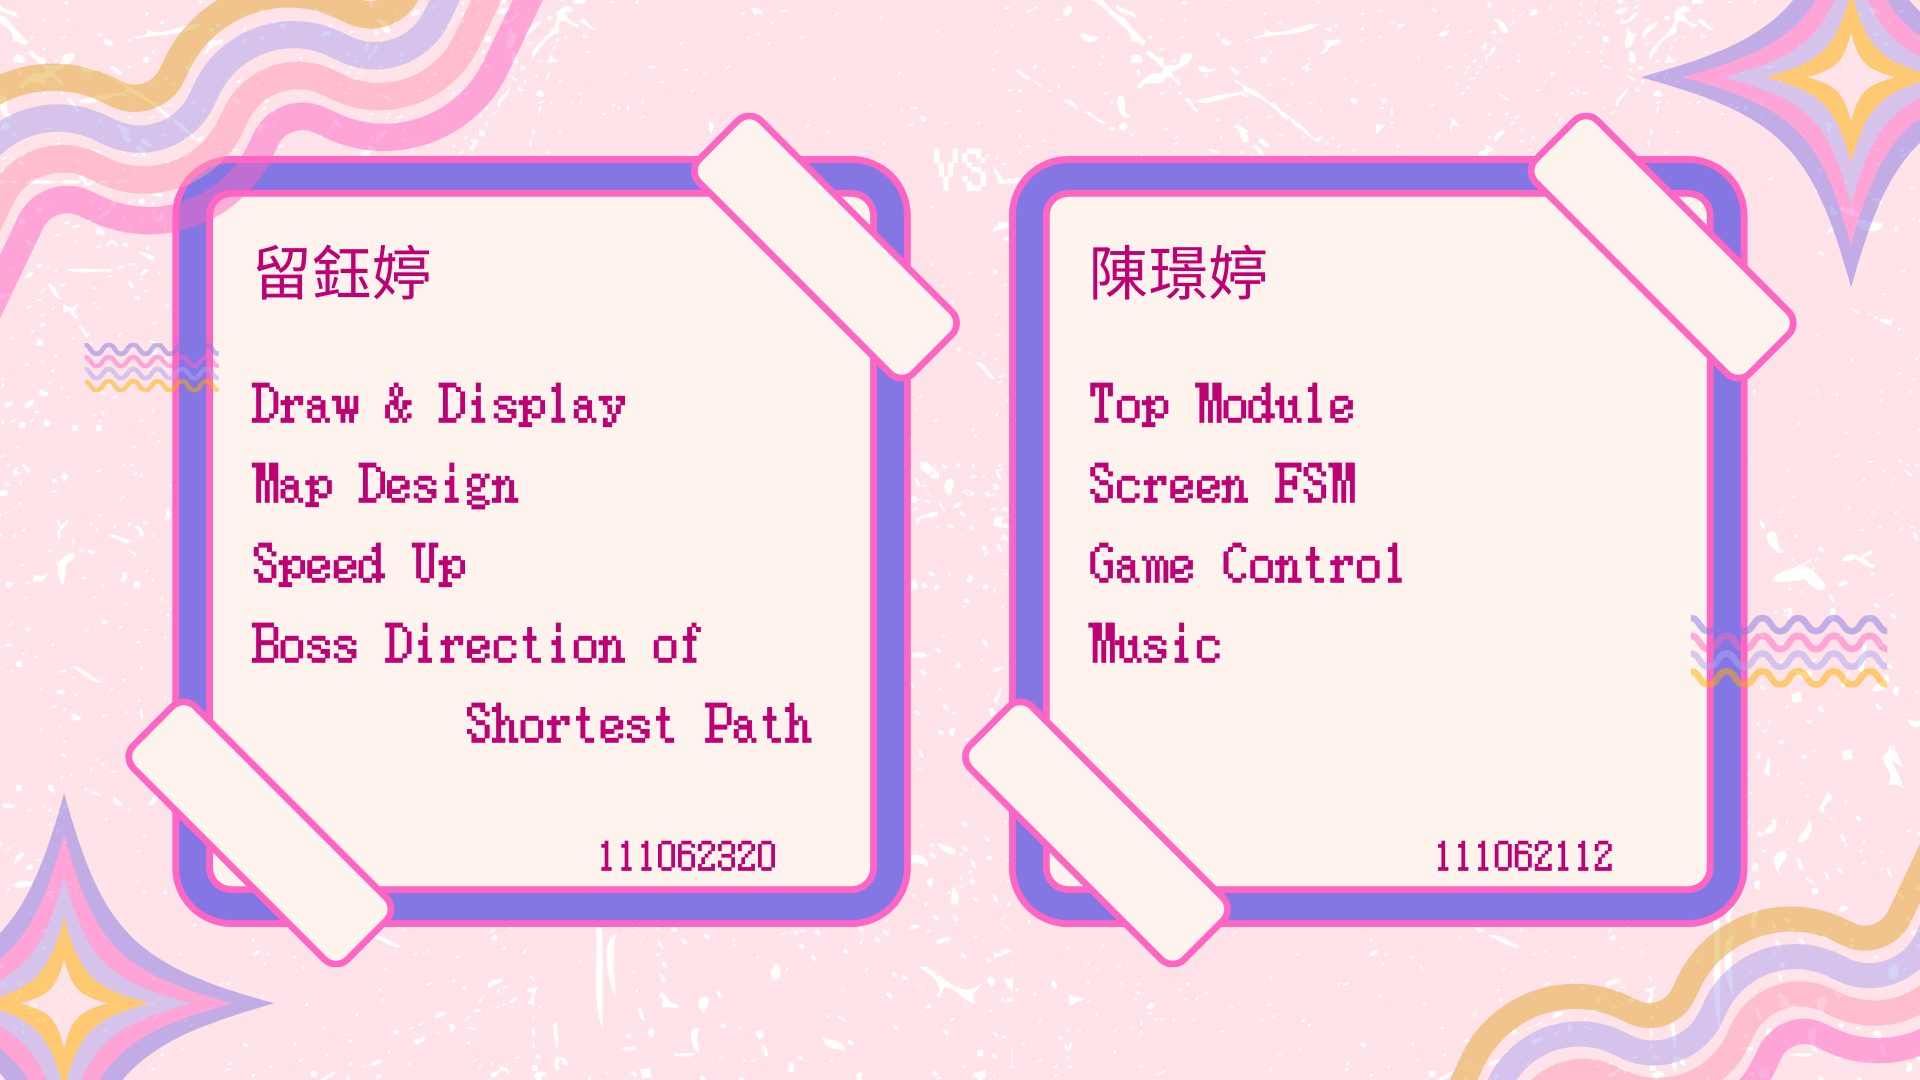 VS
留鈺婷
Draw & Display
Map Design
Speed Up
Boss Direction of
Shortest Path
111062320
陳璟婷
Top Module
Screen FSM
Game Control
Music
111062112